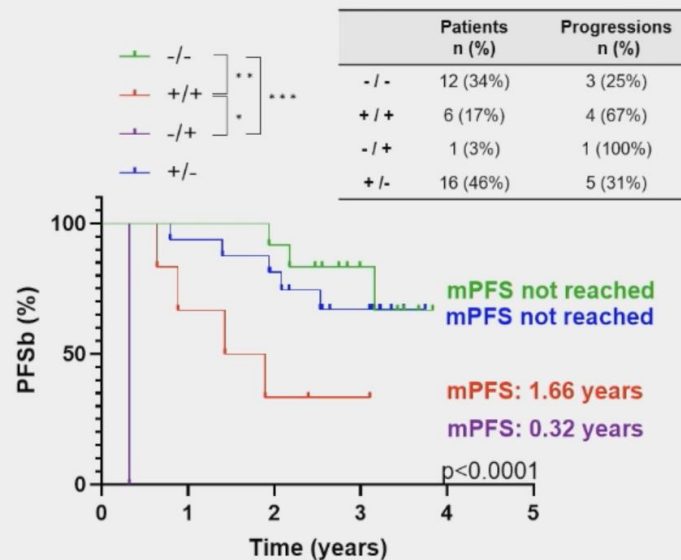 -/-
+/+
-/+
+/-
** 
***
*
Patients Progressions
n (%) n (%)
- / - 12 (34%) 3 (25%)
+ / + 6 (17%) 4 (67%)
- / + 1 (3%) 1 (100%)
+ /- 16 (46%) 5 (31%)
PFSb (%)
100
50
0
mPFS not reached
mPFS not reached
mPFS: 1.66 years
mPFS: 0.32 years
p<0.0001
0 1 2 3 4 5
Time (years)